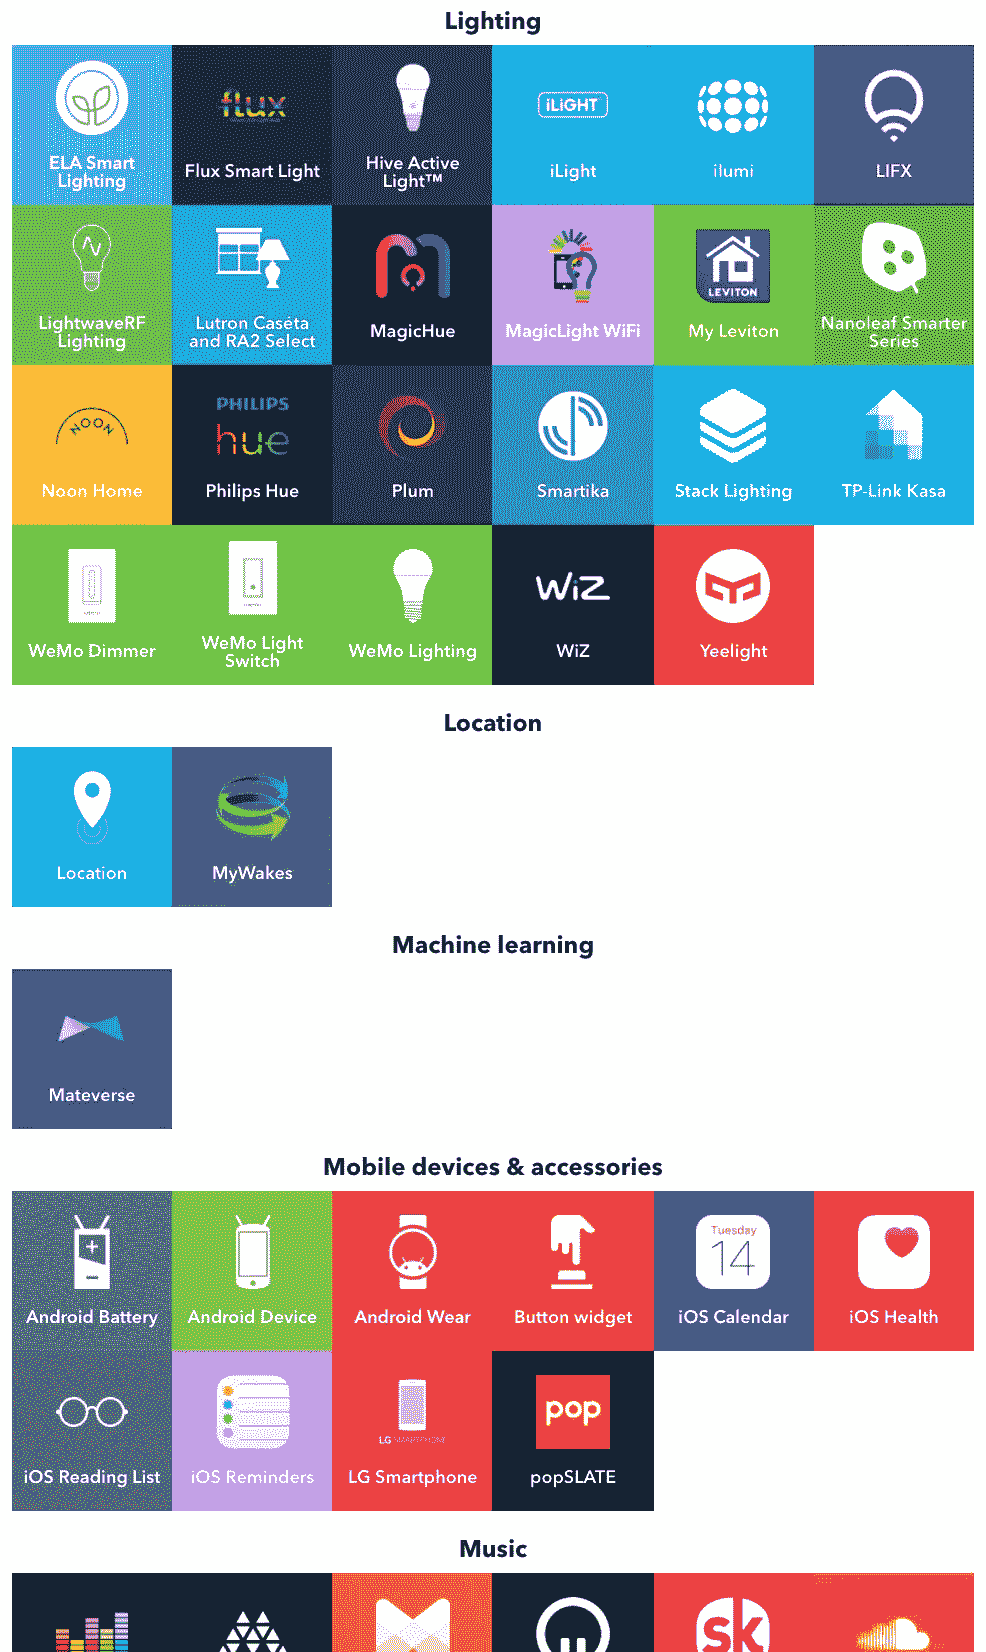 Lighting
flux
iLIGHT
ELA Smart
Lighting
Flux Smart Light
Hive Active
Light™
iLight
ilumi
LIFX
LEVITON
LightwaveRF
Lighting
Lutron Caséta
and RA2 Select
MagicHue
MagicLight WiFi
My Leviton
Nanoleaf Smarter
Series
NOON
PHILIPS
hue
Noon Home
Philips Hue
Plum
Smartika
Stack Lighting
TP-Link Kasa
WiZ
WeMo Dimmer
WeMo Light
Switch
WeMo Lighting
WiZ
Yeelight
Location
Location
MyWakes
Machine learning
Mateverse
Mobile devices & accessories
Tuesday
14
Android Battery
Android Device
Android Wear
Button widget
iOS Calendar
iOS Health
LG SMARTPHONE
pop
iOS Reading List
iOS Reminders
LG Smartphone
popSLATE
Music
sk